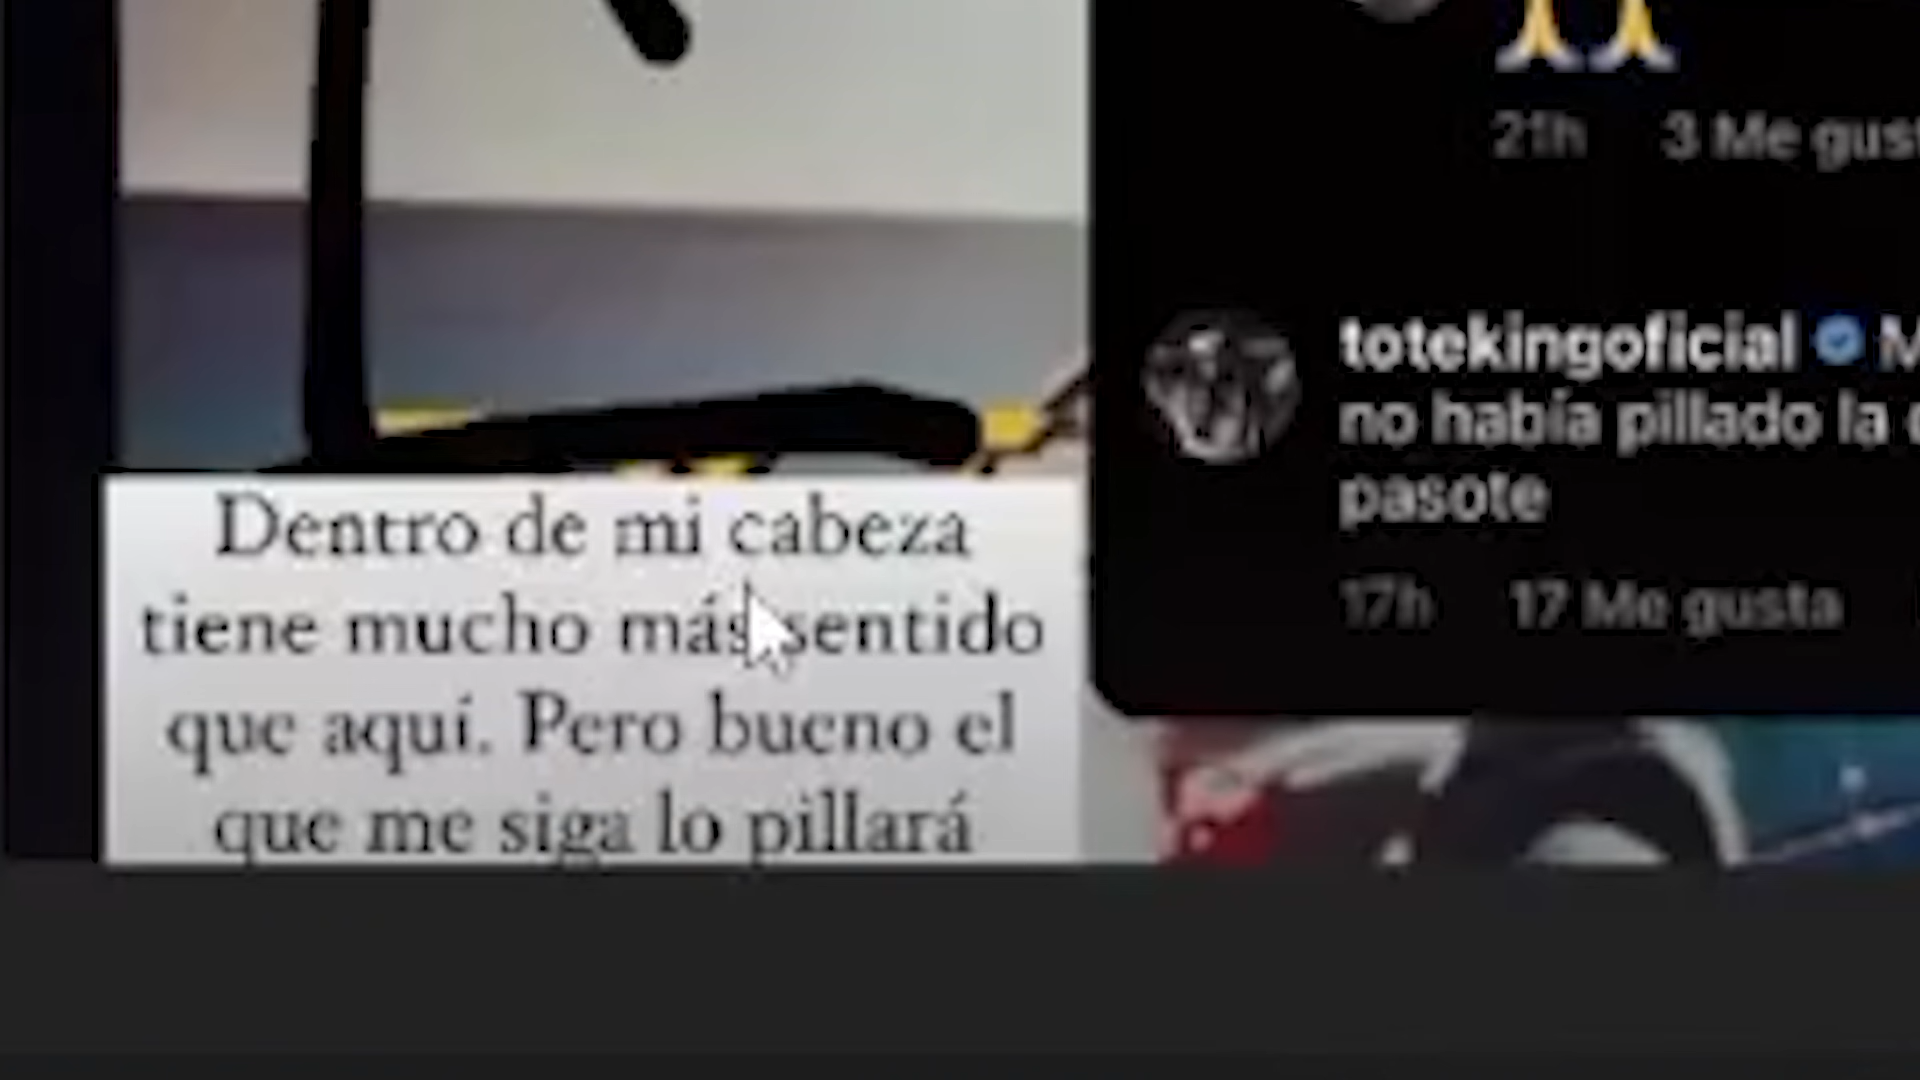 Dentro de mi cabeza
tiene mucho más sentido
que aquí. Pero bueno el
que me siga lo pillará
21h 3 Me gust
totekingoficial M
no había pillado la
pasote
17h 17 Me gusta